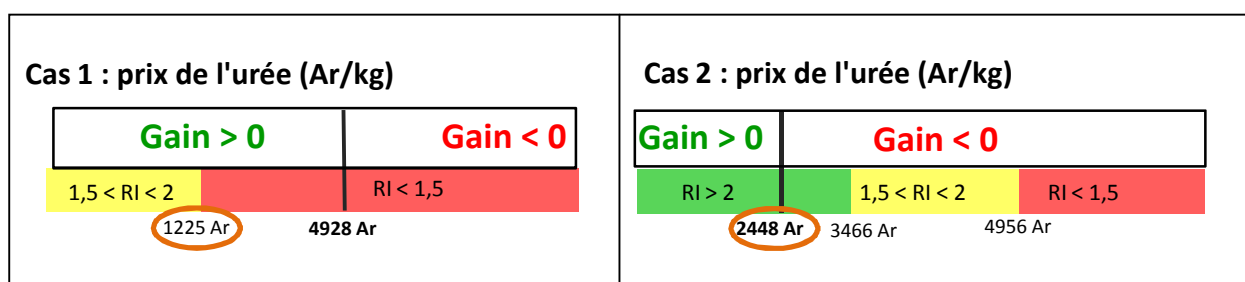 Cas 1 : prix de l'urée (Ar/kg)
Gain > 0 Gain < 0
1,5 < RI < 2 RI < 1,5
1225 Ar 4928 Ar
Cas 2 : prix de l'urée (Ar/kg)
Gain > 0 Gain < 0
RI > 2 1,5 < RI < 2 RI < 1,5
2448 Ar 3466 Ar 4956 Ar